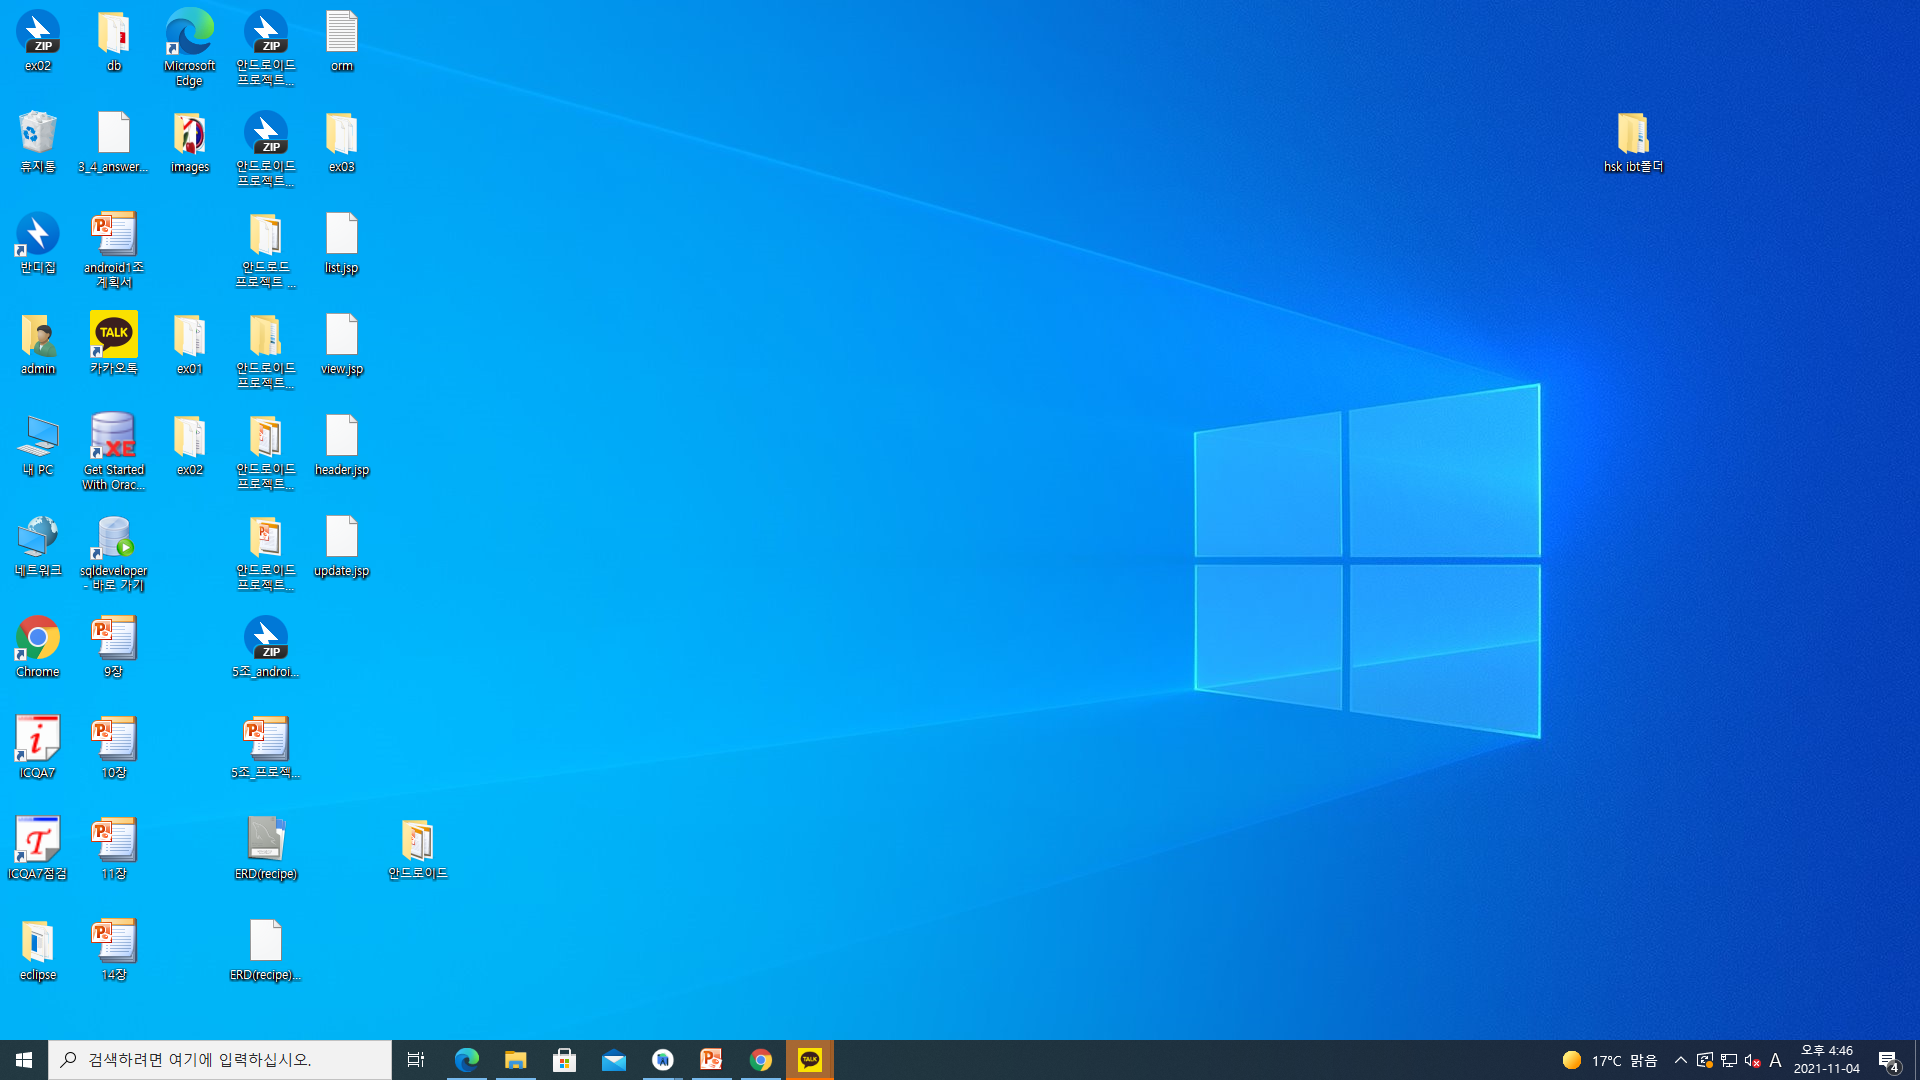 ZIP
ex02
db
Microsoft
Edge
ZIP
안드로이드
프로젝트...
orm
휴지통
3_4_answer...
images
ZIP
안드로이드
프로젝트...
ex03
hsk ibt폴더
반디집
android1조
계획서
안드로드
프로젝트 ...
list.jsp
admin
TALK
카카오톡
ex01
안드로이드
프로젝트...
view.jsp
내 PC
XE
Get Started
With Orac...
ex02
안드로이드
프로젝트...
header.jsp
네트워크
sqldeveloper
- 바로 가기
안드로이드
프로젝트...
update.jsp
Chrome
9장
ZIP
5조_androi...
ICQA7
10장
5조_프로젝...
ICQA7점검
11장
ERD(recipe)
안드로이드
eclipse
14장
ERD(recipe)...
검색하려면 여기에 입력하십시오.
TALK
17°C 맑음
A
오후 4:46
2021-11-04
4